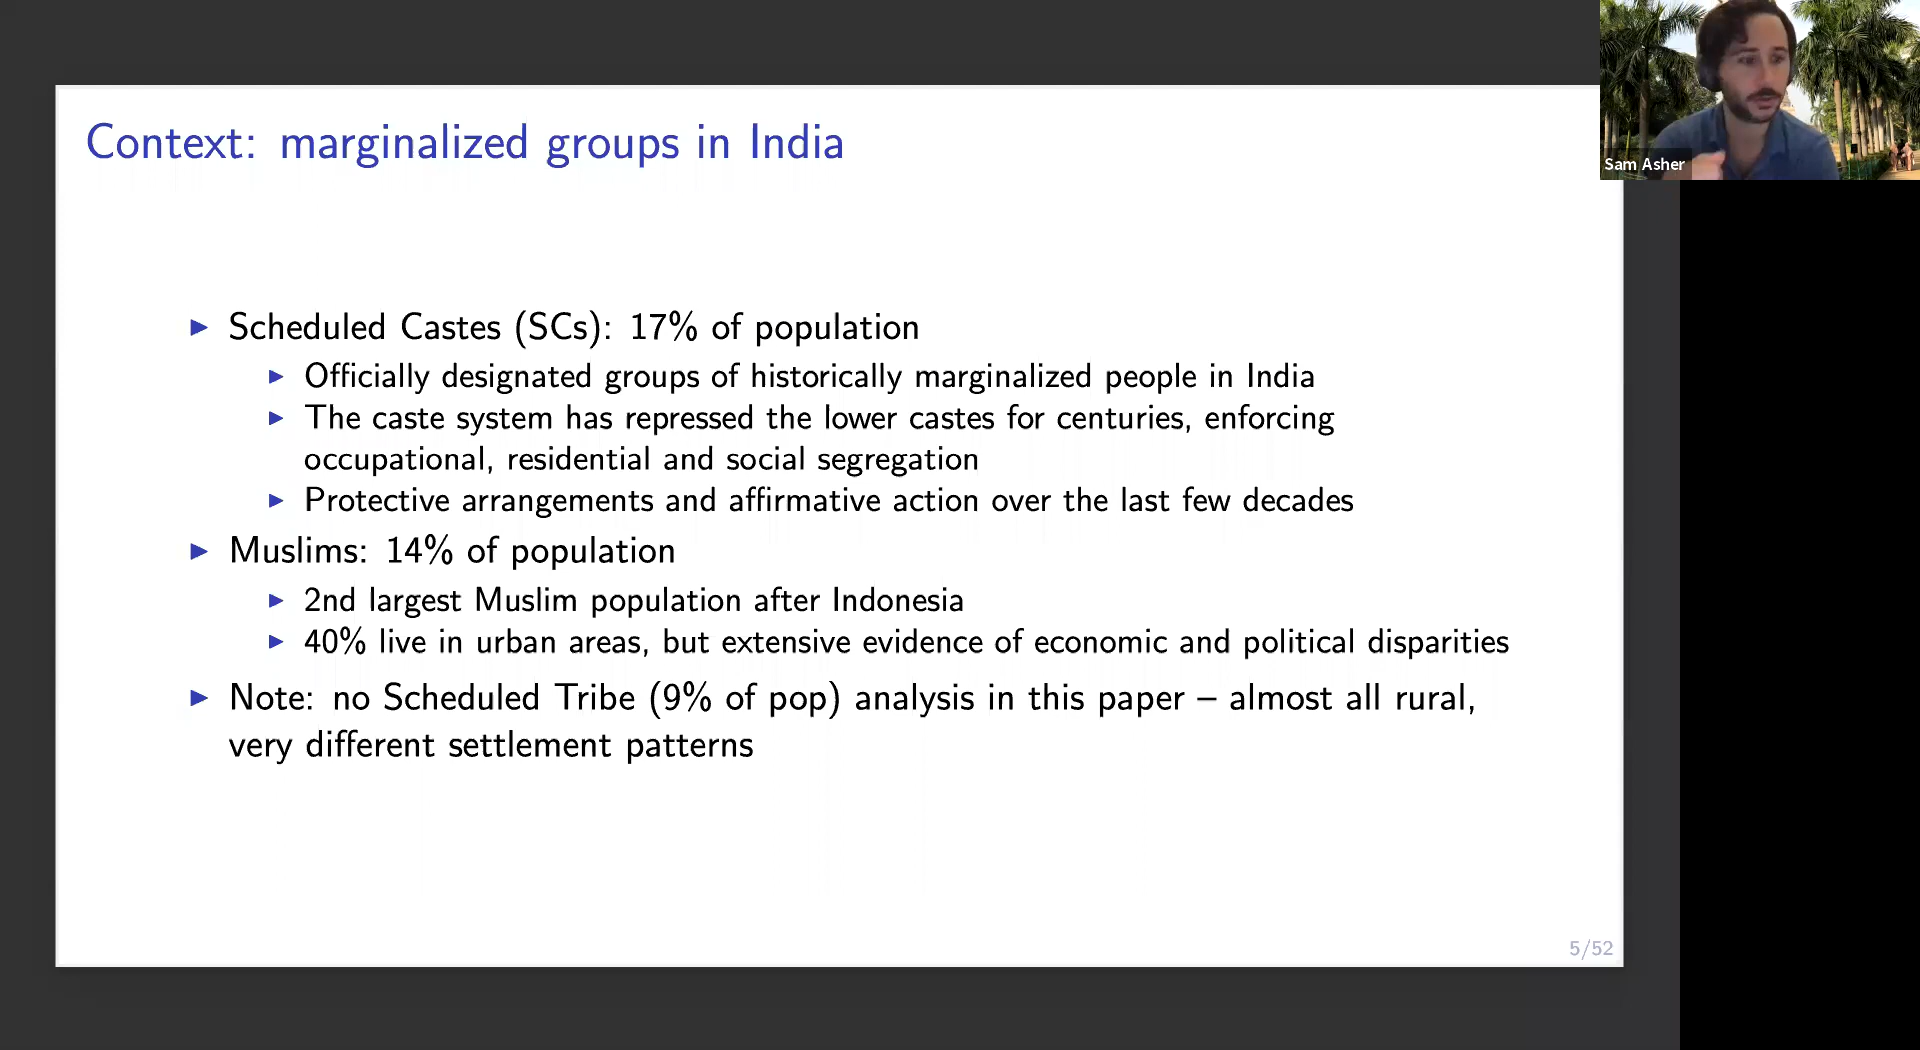 Context: marginalized groups in India
Sam Asher
▶ Scheduled Castes (SCs): 17% of population
▶ Officially designated groups of historically marginalized people in India
▶ The caste system has repressed the lower castes for centuries, enforcing
occupational, residential and social segregation
▶ Protective arrangements and affirmative action over the last few decades
▶ Muslims: 14% of population
▶ 2nd largest Muslim population after Indonesia
▶ 40% live in urban areas, but extensive evidence of economic and political disparities
▶ Note: no Scheduled Tribe (9% of pop) analysis in this paper – almost all rural,
very different settlement patterns
5/52